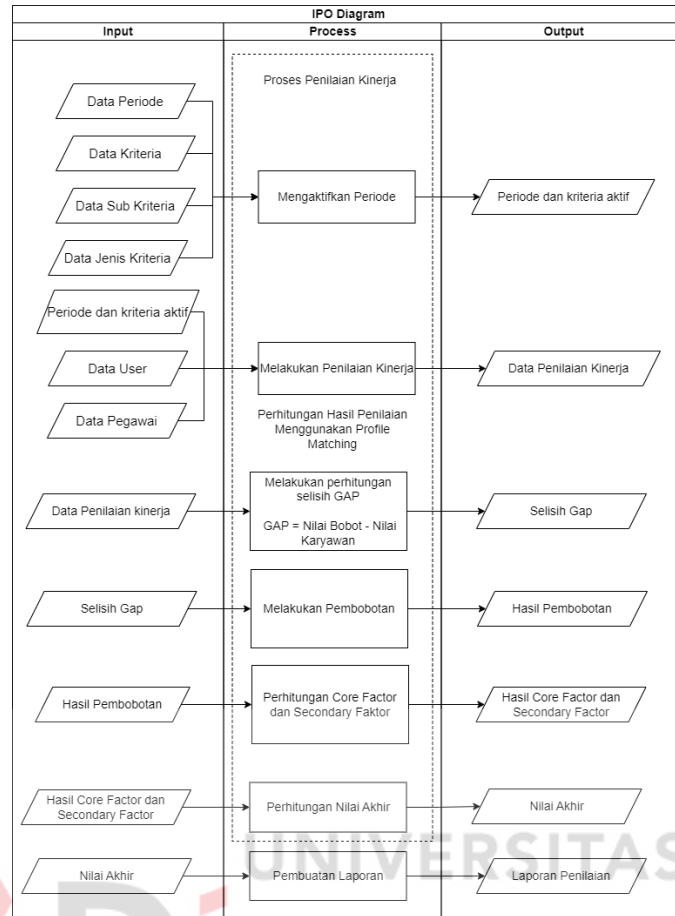 IPO Diagram
Input
Process
Output
Proses Penilaian Kinerja
Data Periode
Data Kriteria
Data Sub Kriteria
Data Jenis Kriteria
Mengaktifkan Periode
Periode dan kriteria aktif
Periode dan kriteria aktif
Data User
Data Pegawai
Melakukan Penilaian Kinerja
Data Penilaian Kinerja
Perhitungan Hasil Penilaian
Menggunakan Profile
Matching
Data Penilaian kinerja
Melakukan perhitungan
selisih GAP
GAP = Nilai Bobot - Nilai
Karyawan
Selisih Gap
Selisih Gap
Melakukan Pembobotan
Hasil Pembobotan
Hasil Pembobotan
Perhitungan Core Factor
dan Secondary Faktor
Hasil Core Factor dan
Secondary Factor
Hasil Core Factor dan
Secondary Factor
Perhitungan Nilai Akhir
Nilai Akhir
Nilai Akhir
Pembuatan Laporan
Laporan Penilaian
UNIVERSITAS